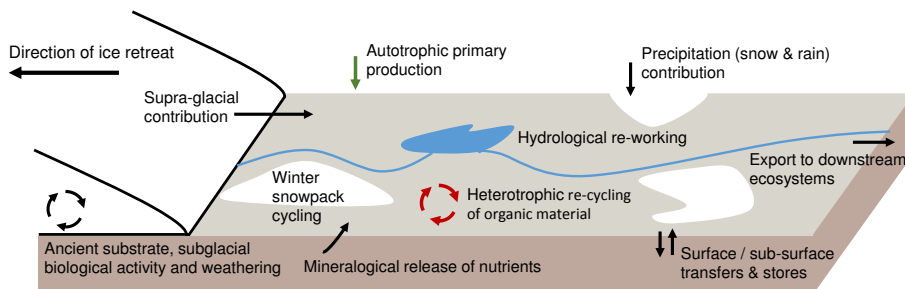 Direction of ice retreat
Autotrophic primary
production
Precipitation (snow & rain)
contribution
Supra-glacial
contribution
Hydrological re-working
Export to downstream
ecosystems
Winter
snowpack
cycling
Heterotrophic re-cycling
of organic material
Ancient substrate, subglacial
biological activity and weathering
Mineralogical release of nutrients
Surface / sub-surface
transfers & stores